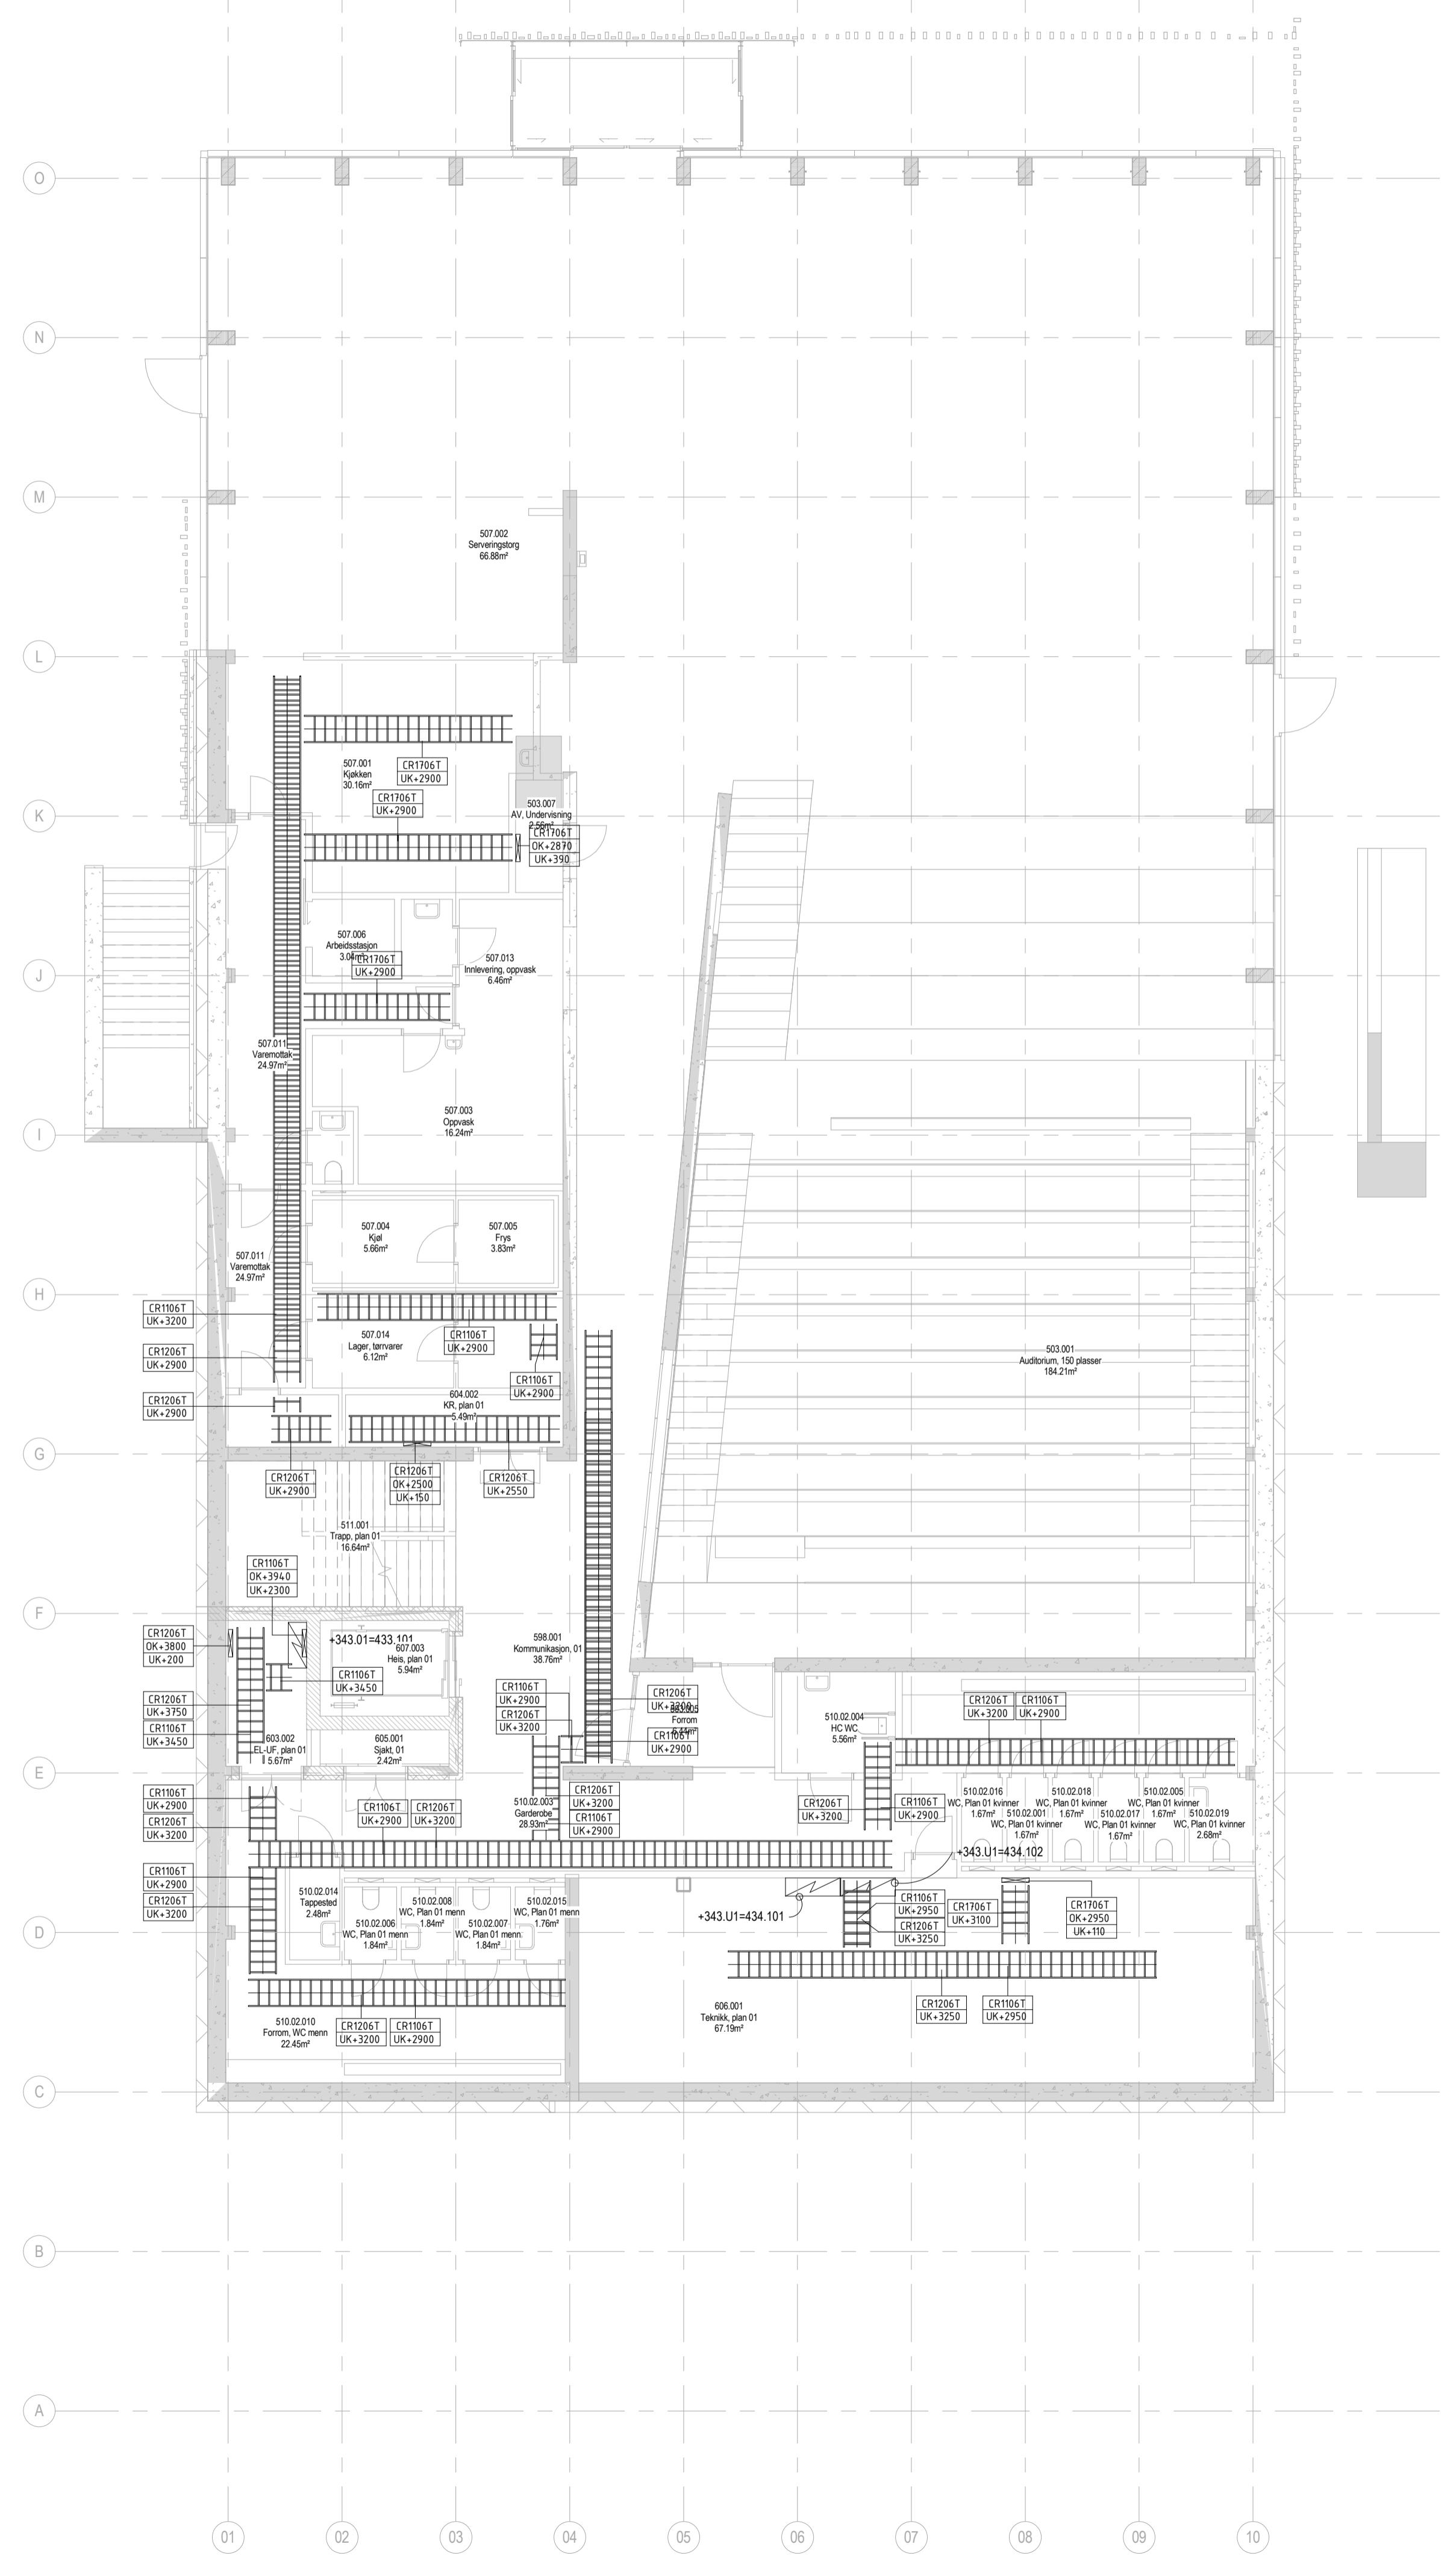 O
N
M
507.002
Serveringstorg
66.88m²
L
507.001
Kjøkken
30.16m²
CR1706T
UK+2900
CR1706T
UK+2900
503.007
AV, Undervisning
2.56m²
K
CR1706T
OK+2870
UK+390
507.006
Arbeidsstasjon
3.04m²
CR1706T
UK+2900
507.013
Innlevering, oppvask
6.46m²
J
507.011
Varemottak
24.97m²
507.003
Oppvask
16.24m²
I
507.004
Kjøl
5.66m²
507.005
Frys
3.83m²
507.011
Varemottak
24.97m²
H
CR1106T
UK+3200
507.014
Lager, tørrvarer
6.12m²
CR1106T
UK+2900
CR1206T
UK+2900
503.001
Auditorium, 150 plasser
184.21m²
CR1106T
UK+2900
CR1206T
UK+2900
604.002
KR, plan 01
5.49m²
G
CR1206T
UK+2900
CR1206T
OK+2500
UK+150
CR1206T
UK+2550
511.001
Trapp, plan 01
16.64m²
CR1106T
OK+3940
UK+2300
F
CR1206T
OK+3800
UK+200
+343.01=433.101
607.003
Heis, plan 01
5.94m²
598.001
Kommunikasjon, 01
38.76m²
CR1106T
UK+3450
CR1206T
UK+3750
CR1106T
UK+3450
CR1106T
UK+2900
CR1206T
UK+3200
CR1206T
UK+3200
Forrom
CR1106T
UK+2900
510.02.004
HC WC
5.56m²
CR1206T
UK+3200
CR1106T
UK+2900
603.002
EL-UF, plan 01
5.67m²
605.001
Sjakt, 01
2.42m²
E
CR1106T
UK+2900
CR1206T
UK+3200
CR1106T
UK+2900
CR1206T
UK+3200
510.02.003
Garderobe
28.93m²
CR1206T
UK+3200
CR1106T
UK+2900
CR1206T
UK+3200
CR1106T
UK+2900
510.02.016
WC, Plan 01 kvinner
1.67m²
510.02.001
WC, Plan 01 kvinner
1.67m²
510.02.018
WC, Plan 01 kvinner
1.67m²
510.02.017
WC, Plan 01 kvinner
1.67m²
510.02.005
WC, Plan 01 kvinner
1.67m²
510.02.019
WC, Plan 01 kvinner
2.68m²
+343.U1=434.102
CR1106T
UK+2900
CR1206T
UK+3200
510.02.014
Tappested
2.48m²
510.02.006
WC, Plan 01 menn
1.84m²
510.02.008
WC, Plan 01 menn
1.84m²
510.02.007
WC, Plan 01 menn
1.84m²
510.02.015
WC, Plan 01 menn
1.76m²
+343.U1=434.101
CR1106T
UK+2950
CR1206T
UK+3250
CR1706T
UK+3100
CR1706T
OK+2950
UK+110
D
510.02.010
Forrom, WC menn
22.45m²
CR1206T
UK+3200
CR1106T
UK+2900
606.001
Teknikk, plan 01
67.19m²
CR1206T
UK+3250
CR1106T
UK+2950
C
B
A
01
02
03
04
05
06
07
08
09
10